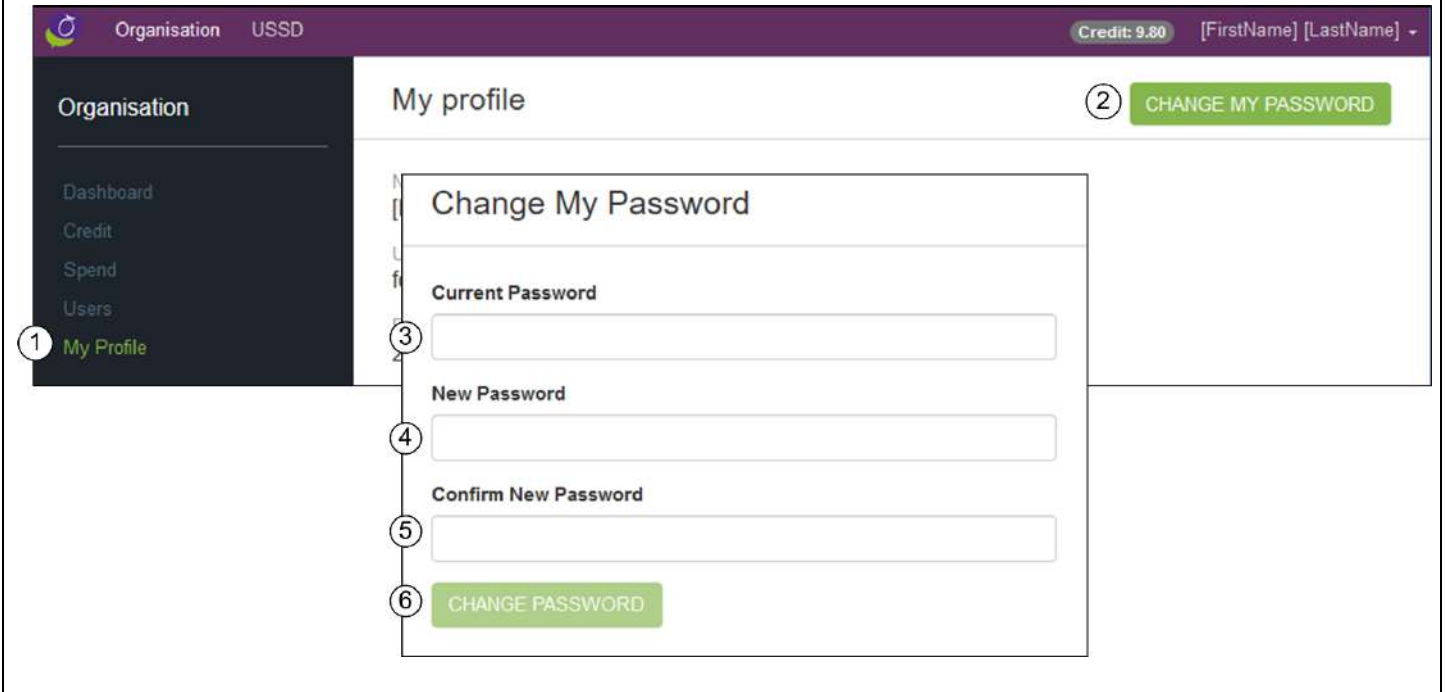 Organisation USSD Credit: 9.80 [FirstName] [LastName]
Organisation
Dashboard
Credit
Spend
Users
1 My Profile
My profile
2 CHANGE MY PASSWORD
Change My Password
Current Password
3
New Password
4
Confirm New Password
5
6 CHANGE PASSWORD